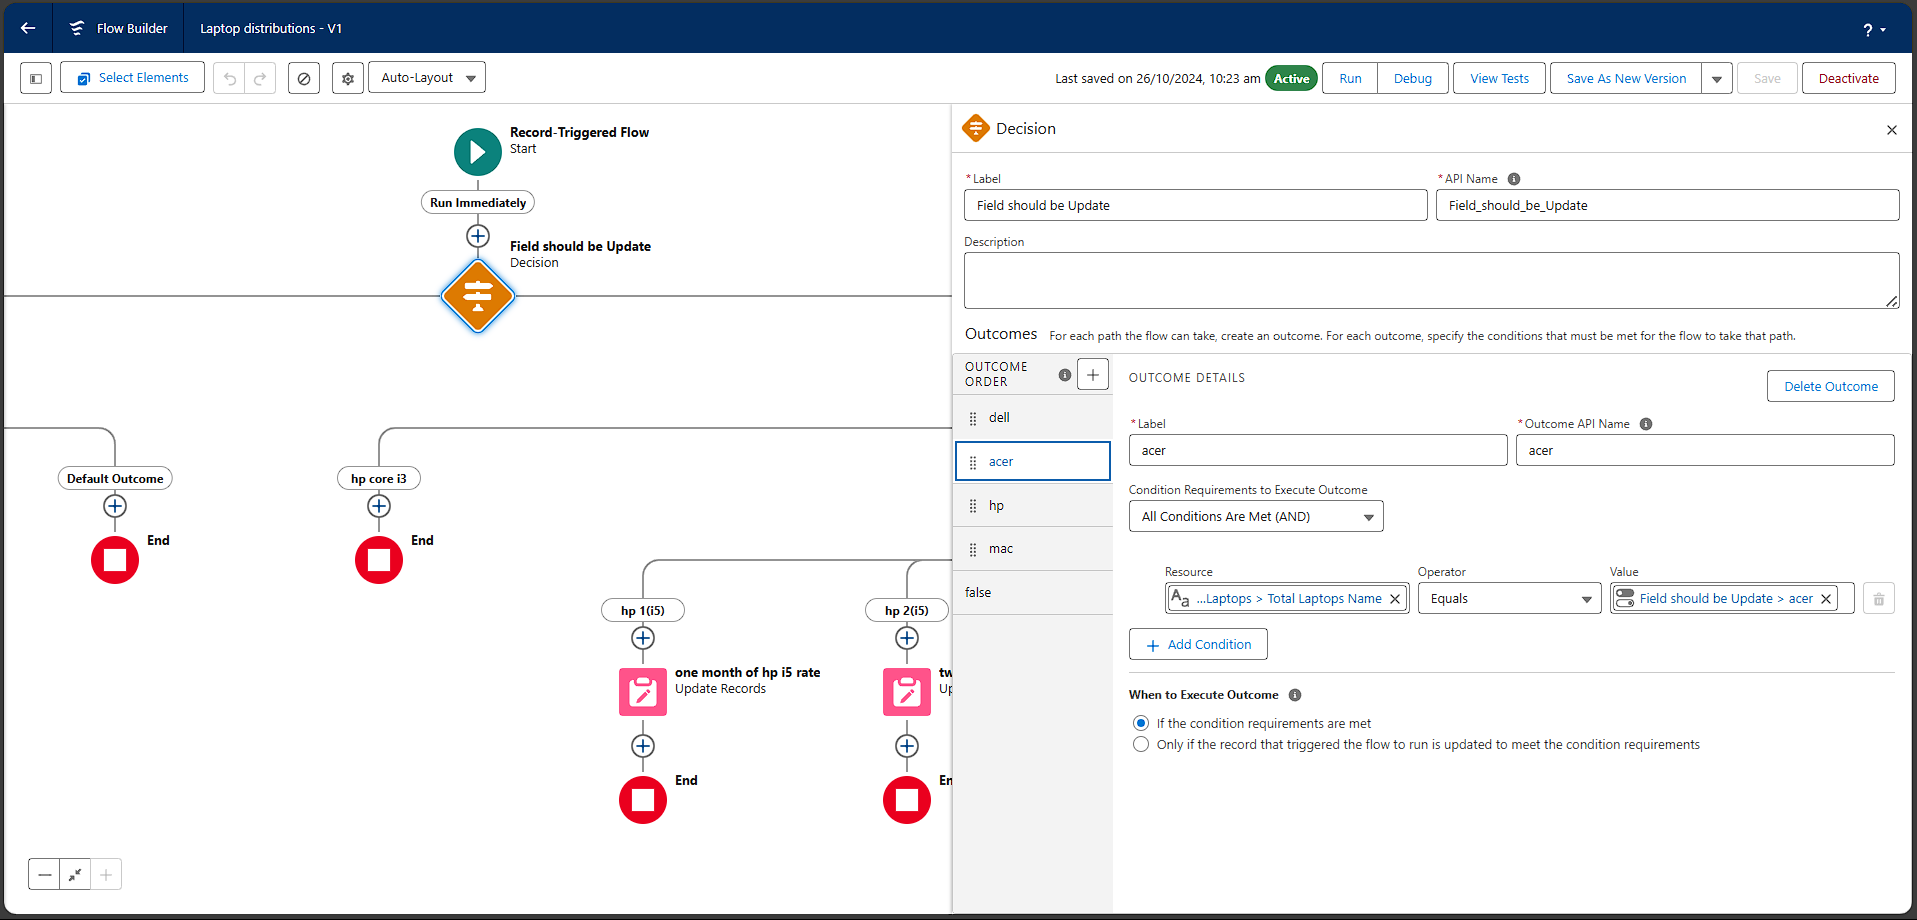 Flow Builder
Laptop distributions - V1
?
Select Elements
Auto-Layout
Last saved on 26/10/2024, 10:23 am
Active
Run
Debug
View Tests
Save As New Version
Save
Deactivate
Record-Triggered Flow
Start
Run Immediately
Field should be Update
Decision
Default Outcome
End
hp core i3
End
hp 1(i5)
one month of hp i5 rate
Update Records
End
hp 2(i5)
tw
Up
En
Decision
*Label
Field should be Update
*API Name
Field_should_be_Update
Description
Outcomes
For each path the flow can take, create an outcome. For each outcome, specify the conditions that must be met for the flow to take that path.
OUTCOME
ORDER
dell
acer
hp
mac
false
OUTCOME DETAILS
Delete Outcome
*Label
acer
*Outcome API Name
acer
Condition Requirements to Execute Outcome
All Conditions Are Met (AND)
Resource
Aa ...Laptops > Total Laptops Name
Operator
Equals
Value
Field should be Update > acer
Add Condition
When to Execute Outcome
If the condition requirements are met
Only if the record that triggered the flow to run is updated to meet the condition requirements